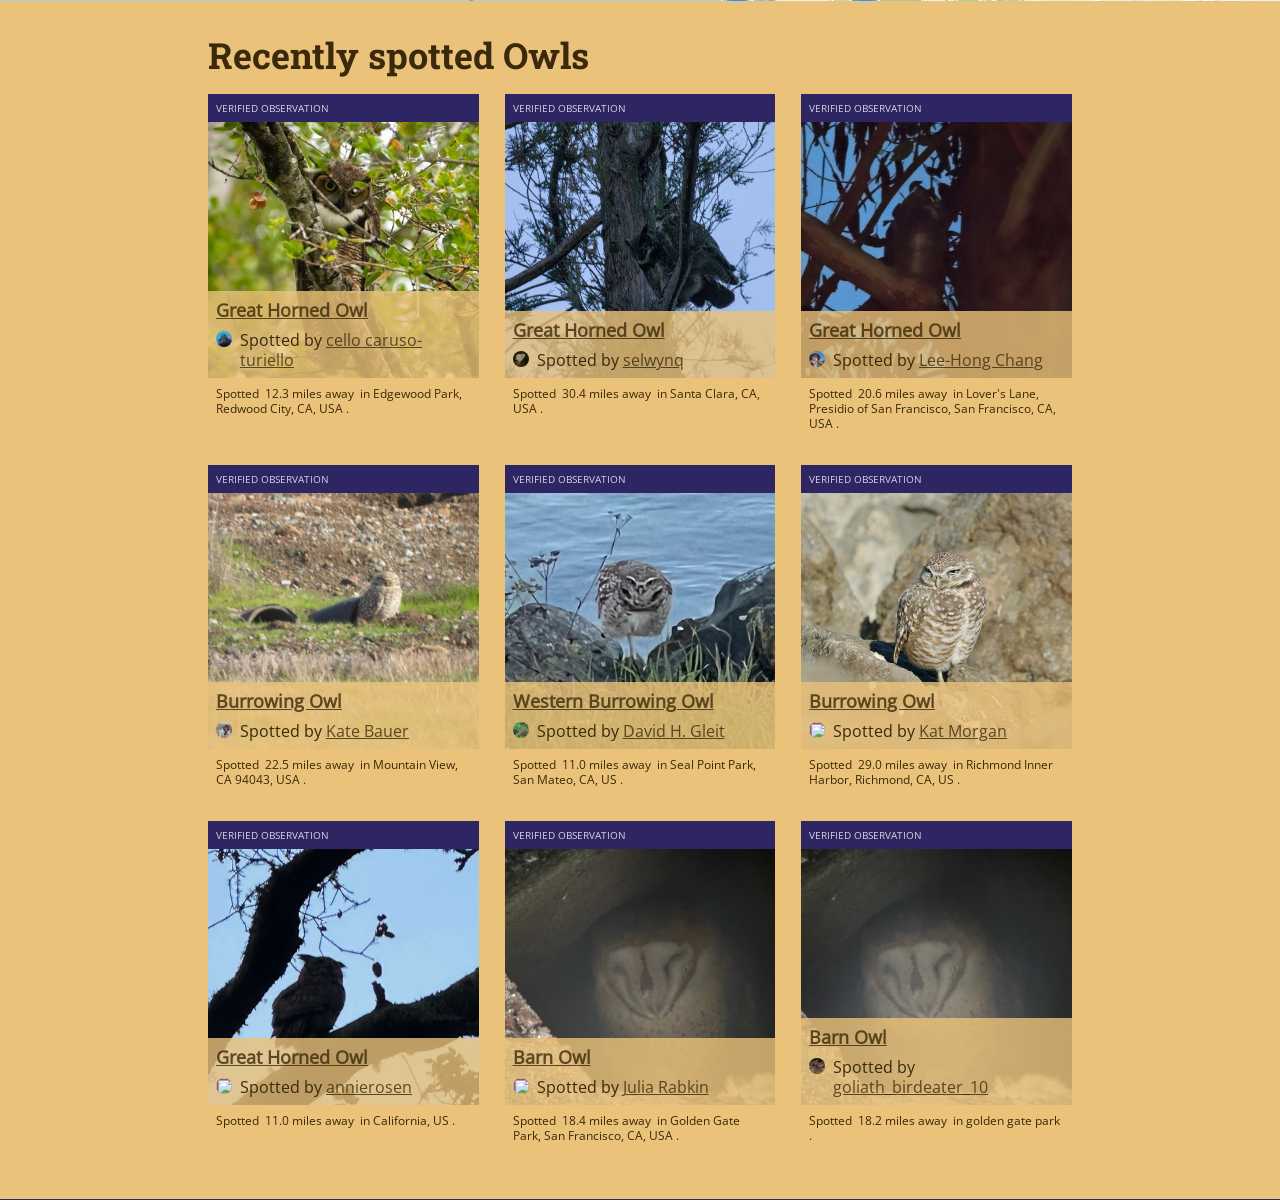 Recently spotted Owls
VERIFIED OBSERVATION
Great Horned Owl
Spotted by cello caruso-
turiello
Spotted 12.3 miles away in Edgewood Park,
Redwood City, CA, USA .
VERIFIED OBSERVATION
Great Horned Owl
Spotted by selwynq
Spotted 30.4 miles away in Santa Clara, CA,
USA .
VERIFIED OBSERVATION
Great Horned Owl
Spotted by Lee-Hong Chang
Spotted 20.6 miles away in Lover's Lane,
Presidio of San Francisco, San Francisco, CA,
USA .
VERIFIED OBSERVATION
Burrowing Owl
Spotted by Kate Bauer
Spotted 22.5 miles away in Mountain View,
CA 94043, USA .
VERIFIED OBSERVATION
Western Burrowing Owl
Spotted by David H. Gleit
Spotted 11.0 miles away in Seal Point Park,
San Mateo, CA, US .
VERIFIED OBSERVATION
Burrowing Owl
Spotted by Kat Morgan
Spotted 29.0 miles away in Richmond Inner
Harbor, Richmond, CA, US .
VERIFIED OBSERVATION
Great Horned Owl
Spotted by annierosen
Spotted 11.0 miles away in California, US .
VERIFIED OBSERVATION
Barn Owl
Spotted by Julia Rabkin
Spotted 18.4 miles away in Golden Gate
Park, San Francisco, CA, USA .
VERIFIED OBSERVATION
Barn Owl
Spotted by
goliath_birdeater_10
Spotted 18.2 miles away in golden gate park
.